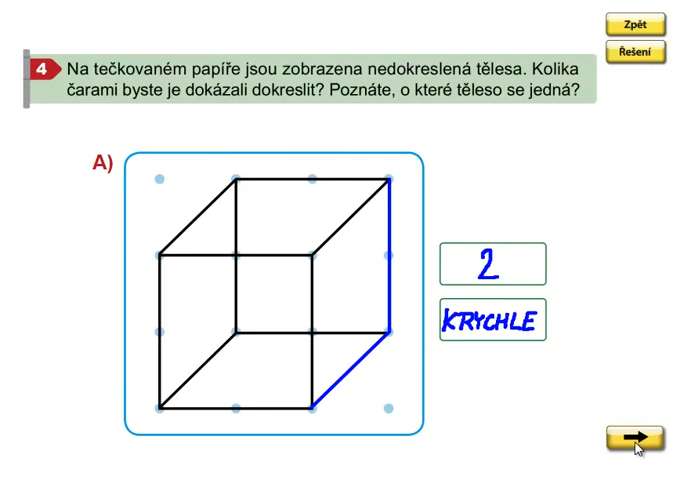 Zpět
Řešení
4 Na tečkovaném papíře jsou zobrazena nedokreslená tělesa. Kolika
čarami byste je dokázali dokreslit? Poznáte, o které těleso se jedná?
A)
2
KRYCHLE